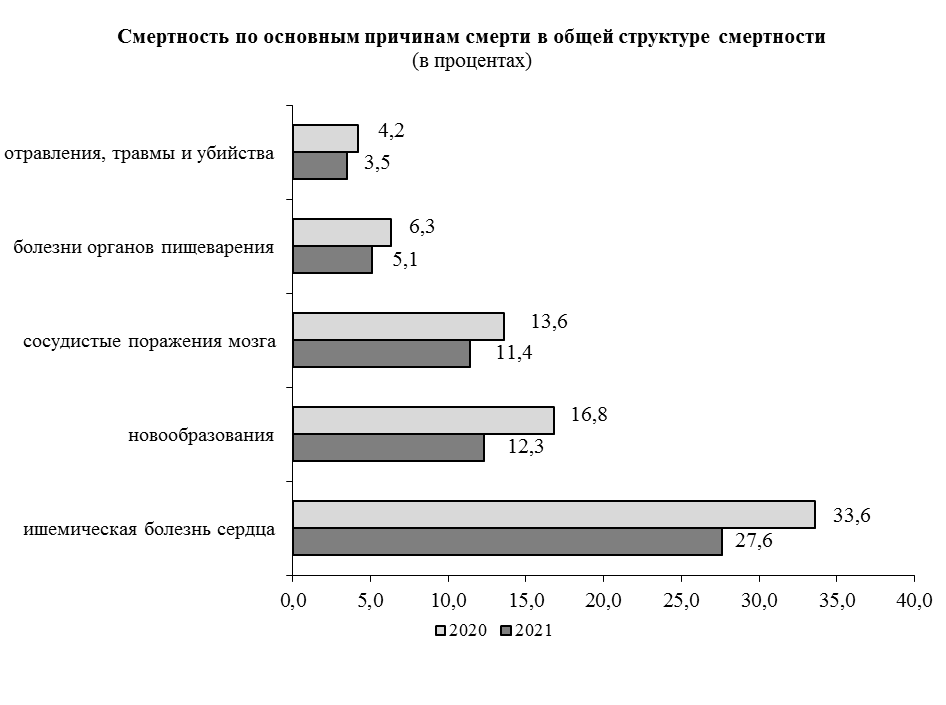 Смертность по основным причинам смерти в общей структуре смертности
(в процентах)
отравления, травмы и убийства
4,2
3,5
болезни органов пищеварения
6,3
5,1
сосудистые поражения мозга
13,6
11,4
новообразования
16,8
12,3
ишемическая болезнь сердца
33,6
27,6
0,0 5,0 10,0 15,0 20,0 25,0 30,0 35,0 40,0
2020 2021